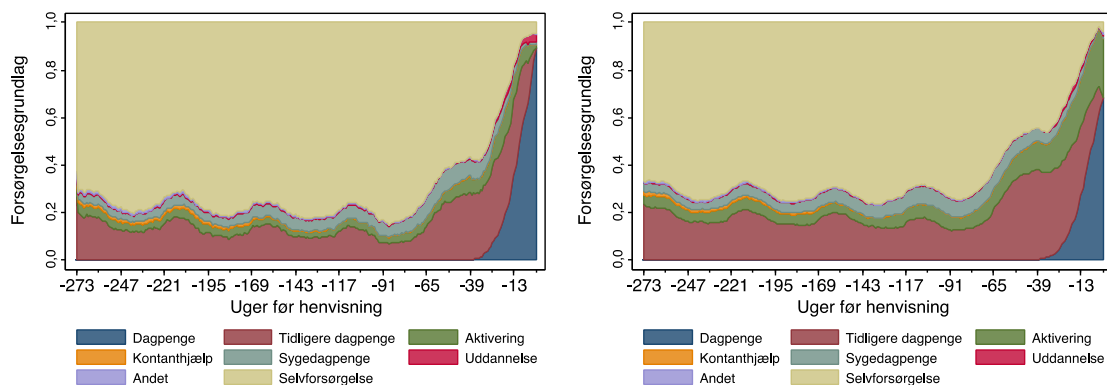 Forsørgelsesgrundlag
1,0
0,8
0,6
0,4
0,2
0,0
-273 -247 -221 -195 -169 -143 -117 -91 -65 -39 -13
Uger før henvisning
Dagpenge Tidligere dagpenge Aktivering
Kontanthjælp Sygedagpenge Uddannelse
Andet Selvforsørgelse
Forsørgelsesgrundlag
1,0
0,8
0,6
0,4
0,2
0,0
-273 -247 -221 -195 -169 -143 -117 -91 -65 -39 -13
Uger før henvisning
Dagpenge Tidligere dagpenge Aktivering
Kontanthjælp Sygedagpenge Uddannelse
Andet Selvforsørgelse